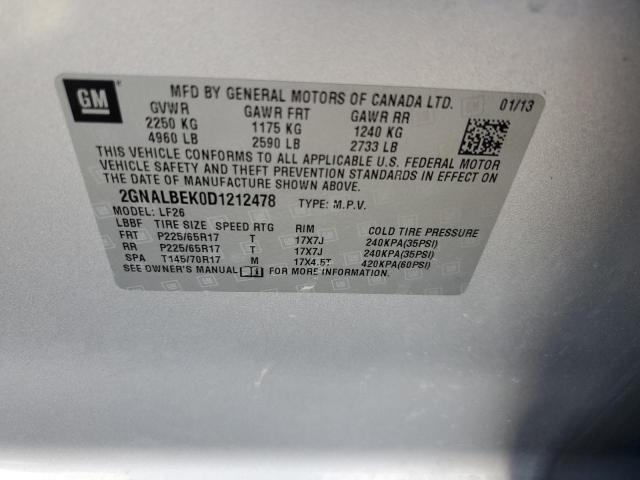 GM
MFD BY GENERAL MOTORS OF CANADA LTD. 01/13
GVWR GAWR FRT GAWR RR
2250 KG 1175 KG 1240 KG
4960 LB 2590 LB 2733 LB
THIS VEHICLE CONFORMS TO ALL APPLICABLE U.S. FEDERAL MOTOR
VEHICLE SAFETY AND THEFT PREVENTION STANDARDS IN EFFECT ON
THE DATE OF MANUFACTURE SHOWN ABOVE.
2GNALBEK0D1212478 TYPE: M.P.V.
MODEL: LF26
LBBF TIRE SIZE SPEED RTG RIM COLD TIRE PRESSURE
FRT P225/65R17 T 17X7J 240KPA(35PSI)
RR P225/65R17 T 17X7J 240KPA(35PSI)
SPA T145/70R17 M 17X4.5T 420KPA(60PSI)
SEE OWNER'S MANUAL FOR MORE INFORMATION.